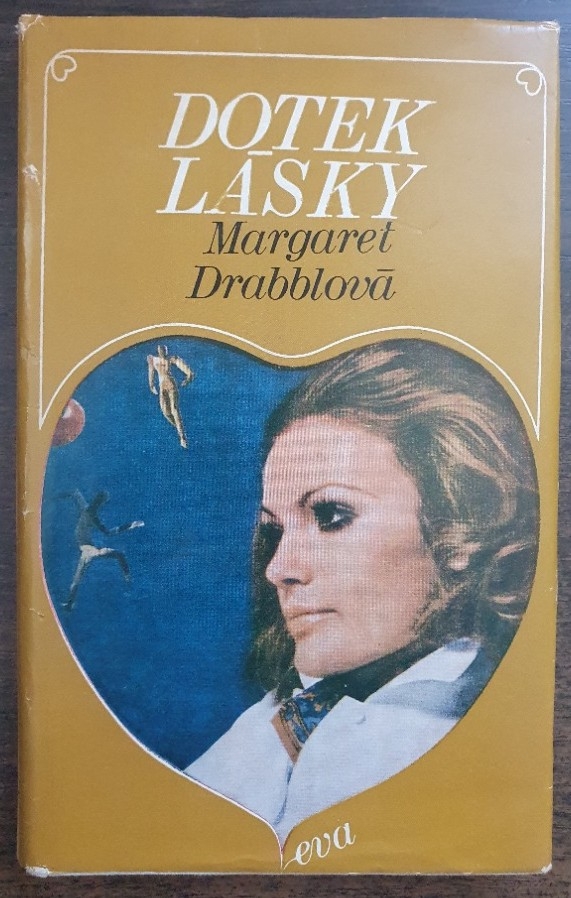 DOTEK
LÁSKY
Margaret
Drabblová
eva